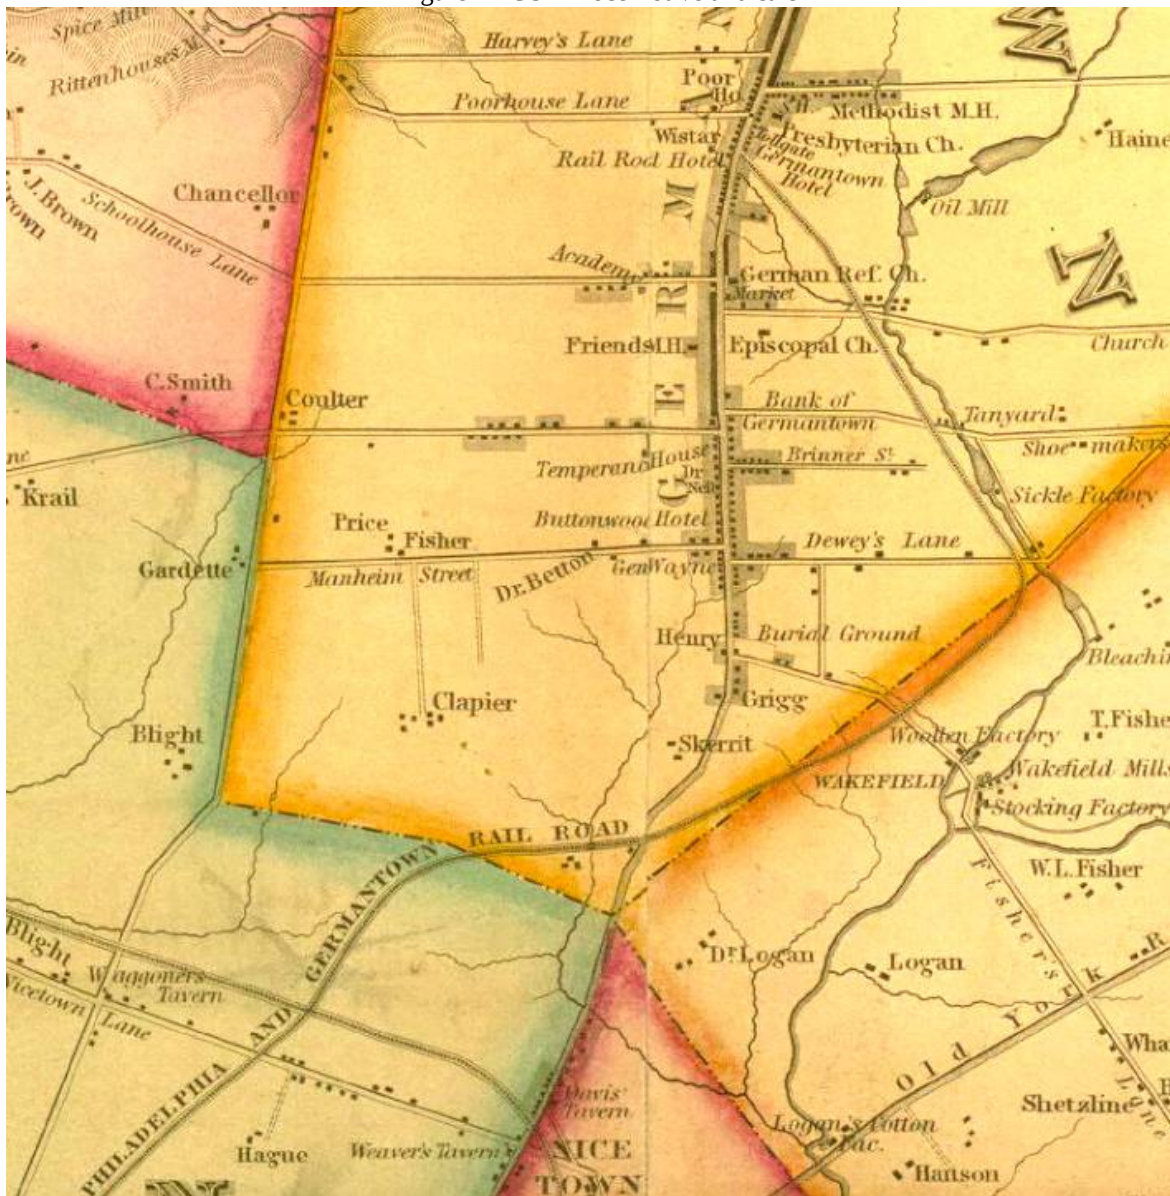 Spice Mill
Harvey's Lane
Rittenhouses M.
Poor
Ho
Poorhouse Lane
Methodist M.H.
Wistar
Tollgate
Presbyterian Ch.
Haine
Rail Rod Hotel
Germantown
Hotel
J. Brown
Chancellor
Schoolhouse Lane
Oil Mill
Academy
German Ref. Ch.
Market
Friends M.H.
Episcopal Ch.
Church
C. Smith
Coulter
Bank of
Germantown
Tanyard
Shoemakers
Temperance House
Brinner St.
Dr
Krail
Sickle Factory
Price
Buttonwood Hotel
Fisher
Dewey's Lane
Gardette
Manheim Street
Dr. Betton
Gen Wayne
Henry
Burial Ground
Bleachi
Clapier
Grigg
T. Fishe
Blight
Skerrit
Woollen Factory
WAKEFIELD
Wakefield Mills
Stocking Factory
PHILADELPHIA AND GERMANTOWN RAIL ROAD
W.L. Fisher
Fishers Lane
Blight
Dr. Logan
Logan
Waggoners
Tavern
Nicetown Lane
Old York R
Wha
Davis'
Tavern
Shetzline
Logan's Cotton
Fac.
Hague
Weaver's Tavern
NICE
TOWN
Hanson
G E R M A N